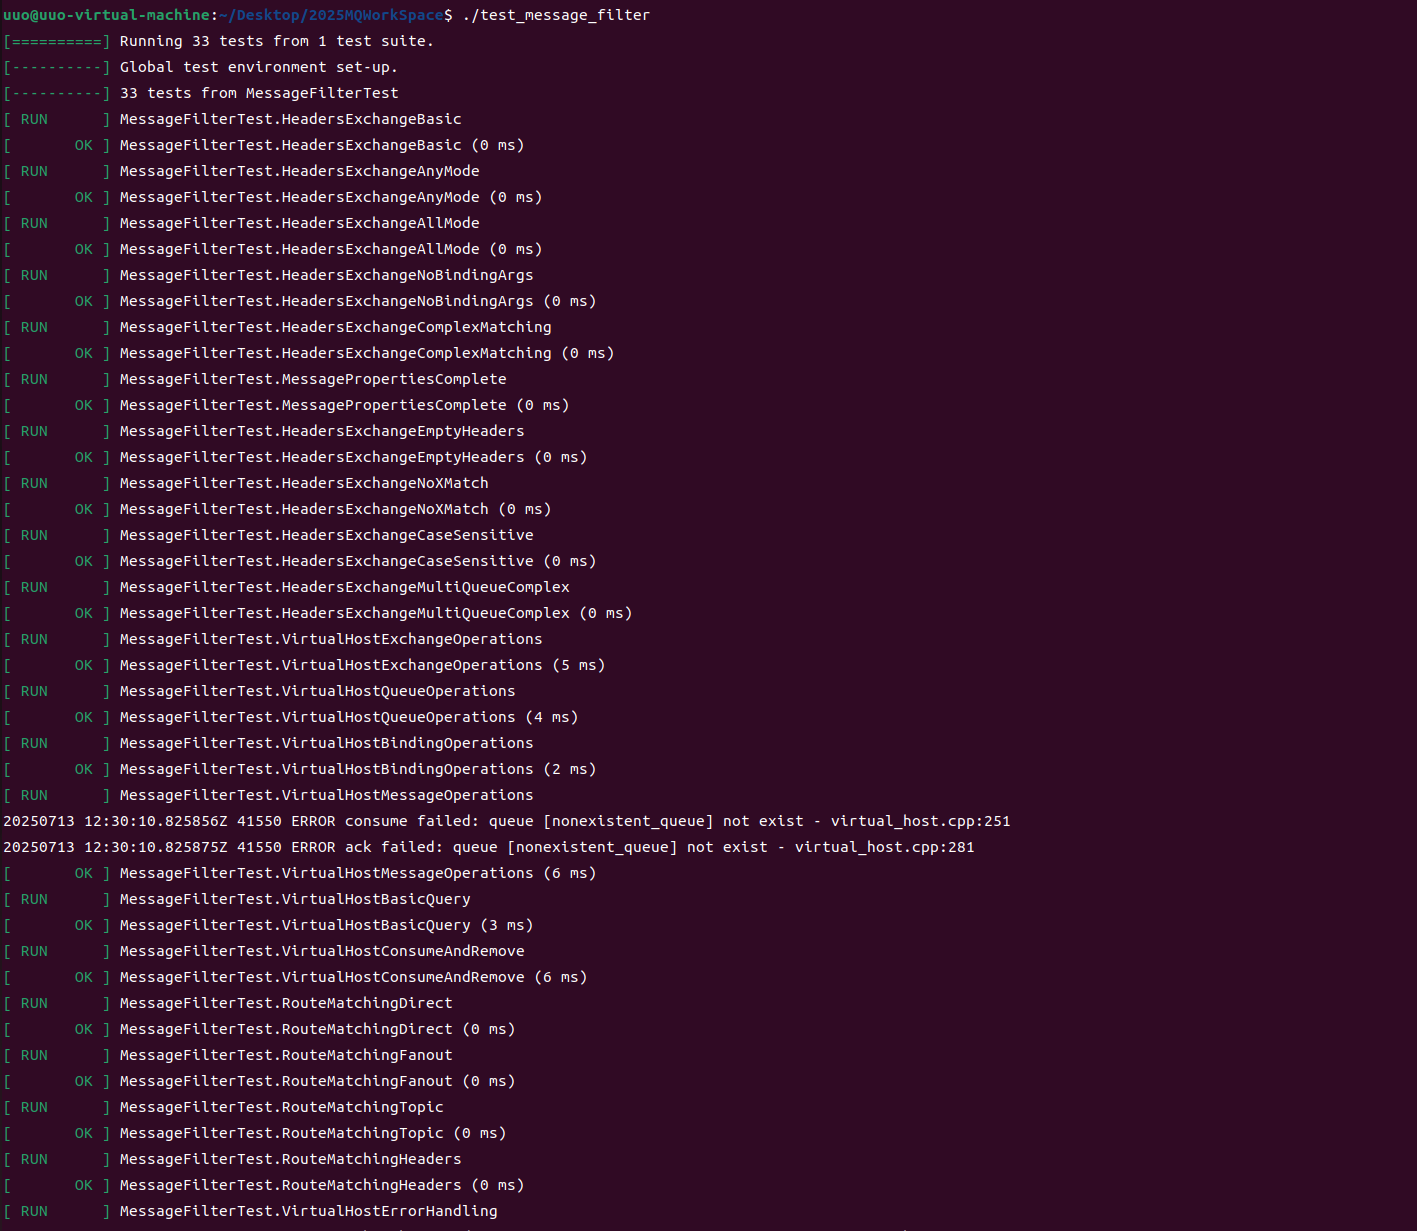 uuo@uuo-virtual-machine:~/Desktop/2025MQWorkSpace$ ./test_message_filter
[==========] Running 33 tests from 1 test suite.
[----------] Global test environment set-up.
[----------] 33 tests from MessageFilterTest
[ RUN      ] MessageFilterTest.HeadersExchangeBasic
[       OK ] MessageFilterTest.HeadersExchangeBasic (0 ms)
[ RUN      ] MessageFilterTest.HeadersExchangeAnyMode
[       OK ] MessageFilterTest.HeadersExchangeAnyMode (0 ms)
[ RUN      ] MessageFilterTest.HeadersExchangeAllMode
[       OK ] MessageFilterTest.HeadersExchangeAllMode (0 ms)
[ RUN      ] MessageFilterTest.HeadersExchangeNoBindingArgs
[       OK ] MessageFilterTest.HeadersExchangeNoBindingArgs (0 ms)
[ RUN      ] MessageFilterTest.HeadersExchangeComplexMatching
[       OK ] MessageFilterTest.HeadersExchangeComplexMatching (0 ms)
[ RUN      ] MessageFilterTest.MessagePropertiesComplete
[       OK ] MessageFilterTest.MessagePropertiesComplete (0 ms)
[ RUN      ] MessageFilterTest.HeadersExchangeEmptyHeaders
[       OK ] MessageFilterTest.HeadersExchangeEmptyHeaders (0 ms)
[ RUN      ] MessageFilterTest.HeadersExchangeNoXMatch
[       OK ] MessageFilterTest.HeadersExchangeNoXMatch (0 ms)
[ RUN      ] MessageFilterTest.HeadersExchangeCaseSensitive
[       OK ] MessageFilterTest.HeadersExchangeCaseSensitive (0 ms)
[ RUN      ] MessageFilterTest.HeadersExchangeMultiQueueComplex
[       OK ] MessageFilterTest.HeadersExchangeMultiQueueComplex (0 ms)
[ RUN      ] MessageFilterTest.VirtualHostExchangeOperations
[       OK ] MessageFilterTest.VirtualHostExchangeOperations (5 ms)
[ RUN      ] MessageFilterTest.VirtualHostQueueOperations
[       OK ] MessageFilterTest.VirtualHostQueueOperations (4 ms)
[ RUN      ] MessageFilterTest.VirtualHostBindingOperations
[       OK ] MessageFilterTest.VirtualHostBindingOperations (2 ms)
[ RUN      ] MessageFilterTest.VirtualHostMessageOperations
20250713 12:30:10.825856Z 41550 ERROR consume failed: queue [nonexistent_queue] not exist - virtual_host.cpp:251
20250713 12:30:10.825875Z 41550 ERROR ack failed: queue [nonexistent_queue] not exist - virtual_host.cpp:281
[       OK ] MessageFilterTest.VirtualHostMessageOperations (6 ms)
[ RUN      ] MessageFilterTest.VirtualHostBasicQuery
[       OK ] MessageFilterTest.VirtualHostBasicQuery (3 ms)
[ RUN      ] MessageFilterTest.VirtualHostConsumeAndRemove
[       OK ] MessageFilterTest.VirtualHostConsumeAndRemove (6 ms)
[ RUN      ] MessageFilterTest.RouteMatchingDirect
[       OK ] MessageFilterTest.RouteMatchingDirect (0 ms)
[ RUN      ] MessageFilterTest.RouteMatchingFanout
[       OK ] MessageFilterTest.RouteMatchingFanout (0 ms)
[ RUN      ] MessageFilterTest.RouteMatchingTopic
[       OK ] MessageFilterTest.RouteMatchingTopic (0 ms)
[ RUN      ] MessageFilterTest.RouteMatchingHeaders
[       OK ] MessageFilterTest.RouteMatchingHeaders (0 ms)
[ RUN      ] MessageFilterTest.VirtualHostErrorHandling